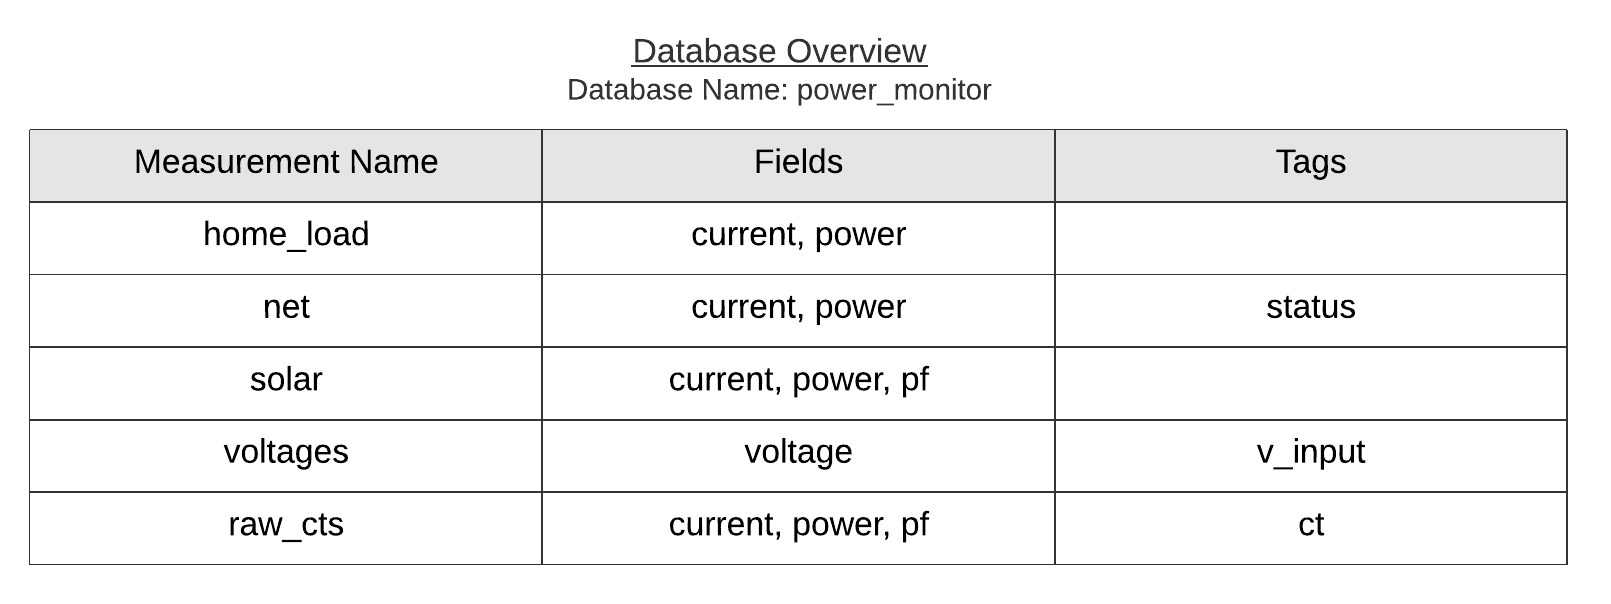 Database Overview
Database Name: power_monitor
Measurement Name Fields Tags
home_load current, power
net current, power status
solar current, power, pf
voltages voltage v_input
raw_cts current, power, pf ct